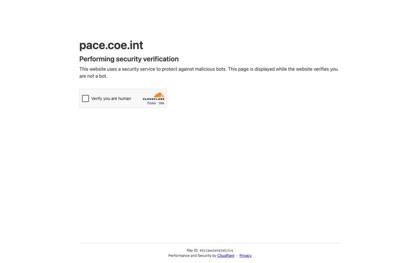 pace.coe.int
Performing security verification
This website uses a security service to protect against malicious bots. This page is displayed while the website verifies you
are not a bot.
Verify you are human
CLOUDFLARE
Ray ID:
Performance and Security by Cloudflare · Privacy